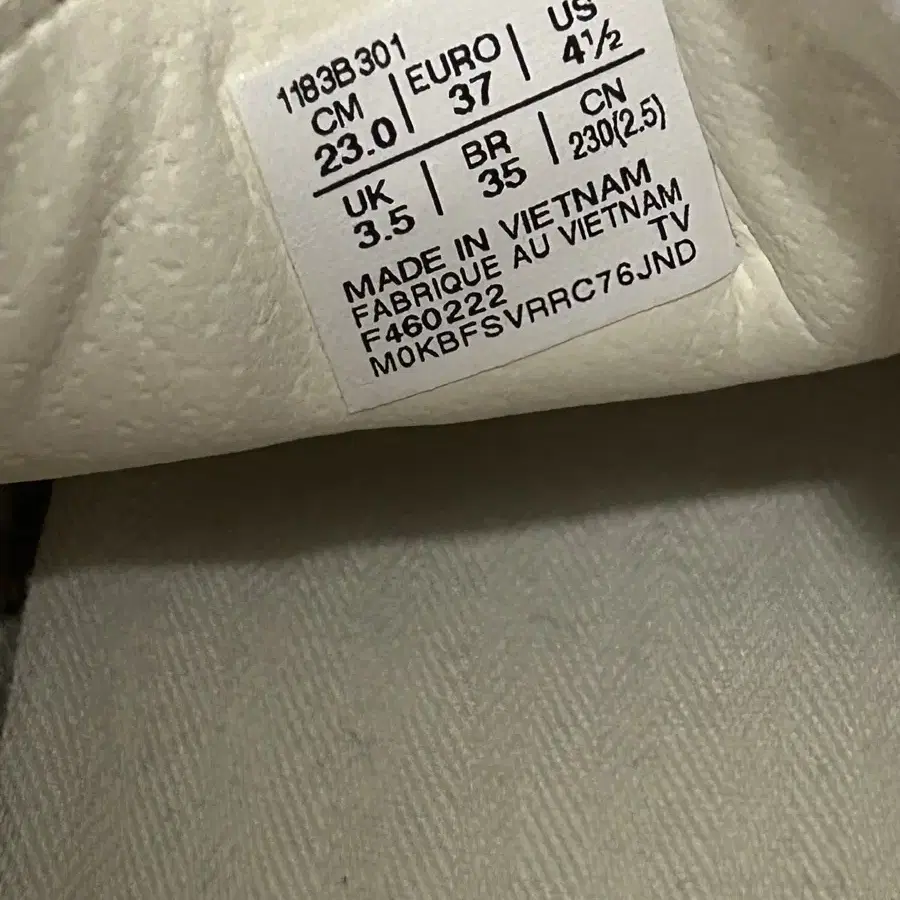 1183B301
CM | EURO | US
23.0 | 37 | 4½
UK | BR | CN
3.5 | 35 | 230(2.5)
MADE IN VIETNAM
FABRIQUE AU VIETNAM
F460222 TV
M0KBFSVRRC76JND